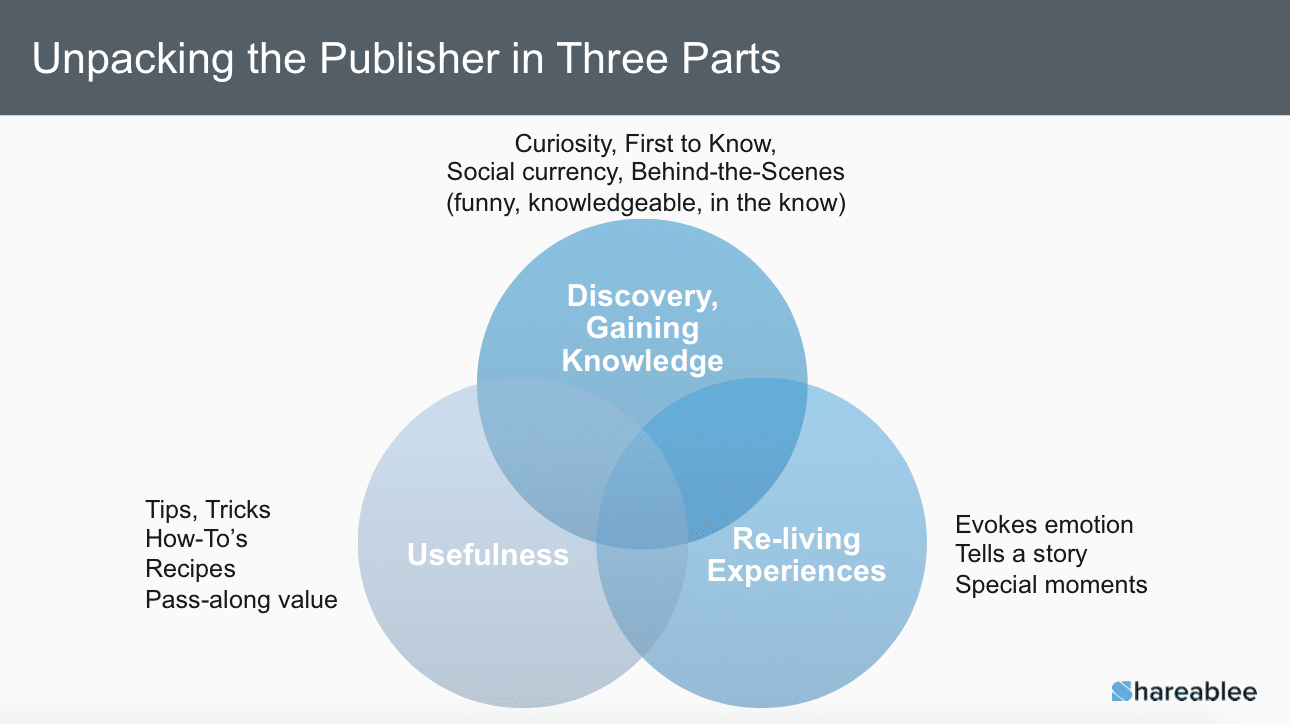 Unpacking the Publisher in Three Parts
Curiosity, First to Know,
Social currency, Behind-the-Scenes
(funny, knowledgeable, in the know)
Discovery,
Gaining
Knowledge
Tips, Tricks
How-To’s
Recipes
Pass-along value
Usefulness
Re-living
Experiences
Evokes emotion
Tells a story
Special moments
Shareablee